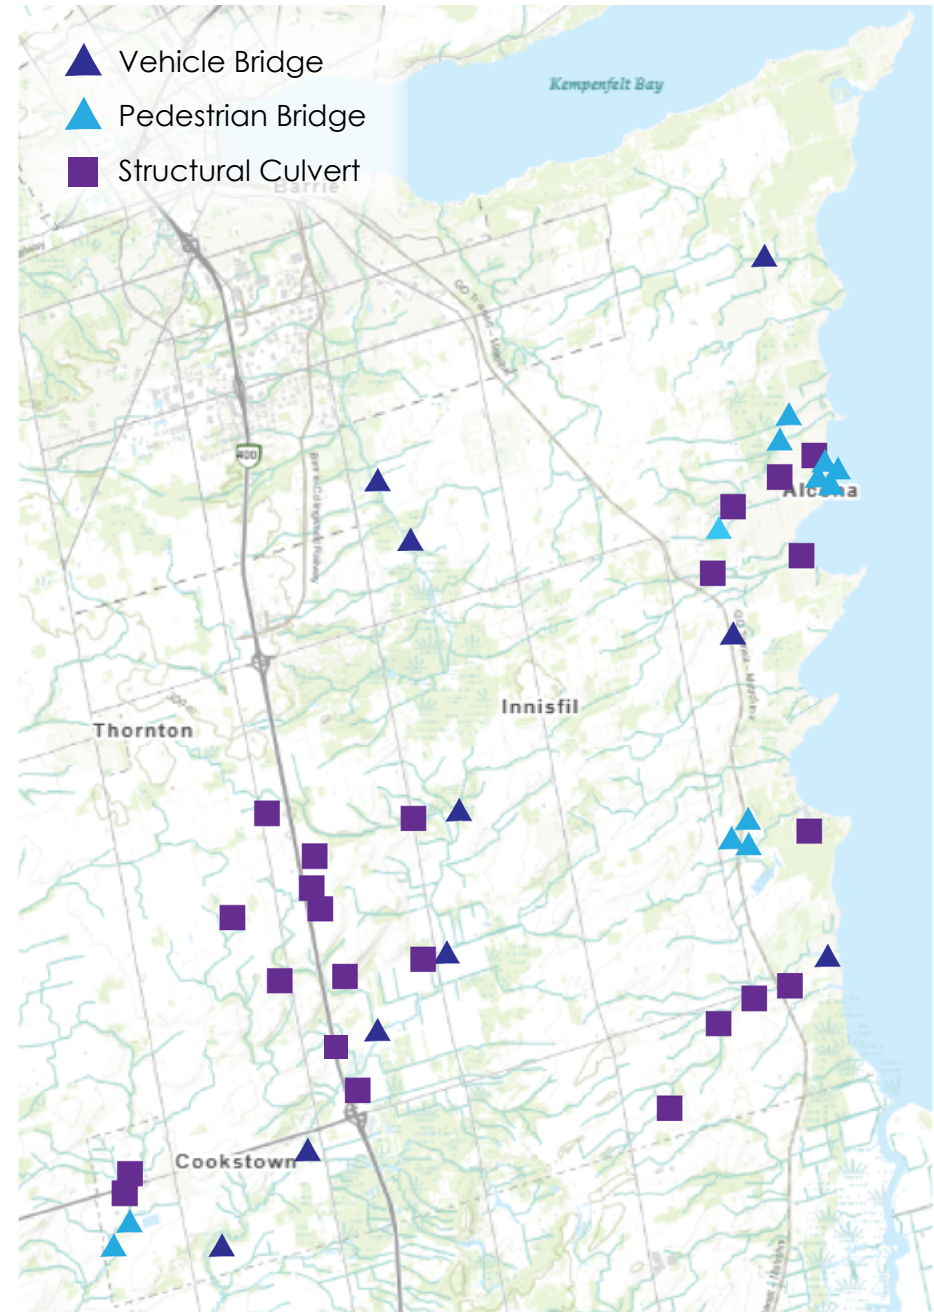 Vehicle Bridge
Kempenfelt Bay
Pedestrian Bridge
Structural Culvert
Barrie
400
Alcona
Innisfil
Thornton
Cookstown